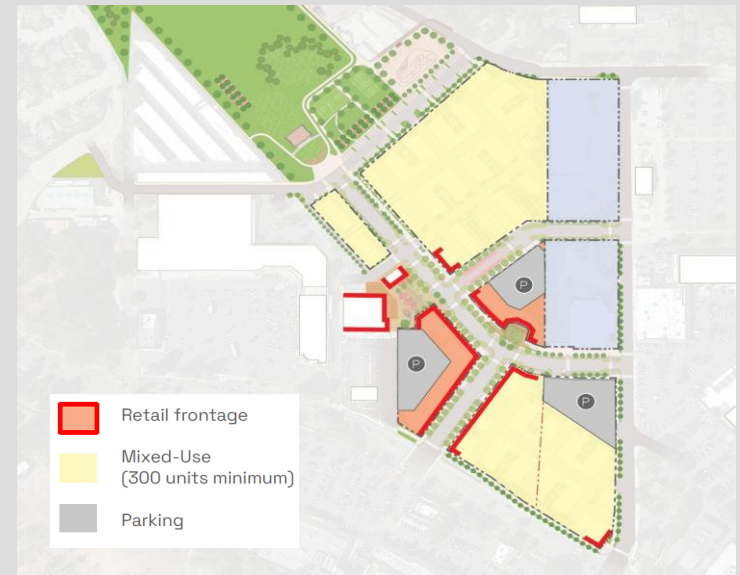 P
P
P
Retail frontage
Mixed-Use
(300 units minimum)
Parking